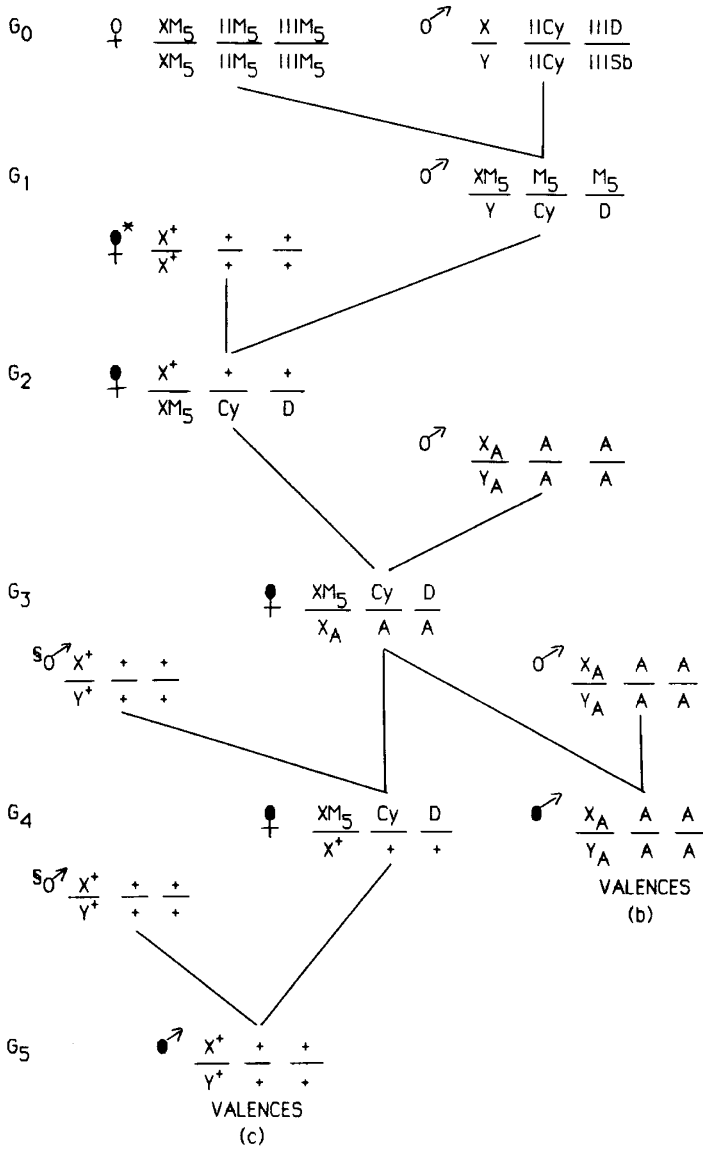 G0 ♀ XM5 IIM5 IIIM5 ♂ X IICy IIID
XM5 IIM5 IIIM5 Y IICy IIISb
G1 ♂ XM5 M5 M5
Y Cy D
♀* X+ + +
X+ + +
G2 ♀ X+ + +
XM5 Cy D
♂ XA A A
YA A A
G3 ♀ XM5 Cy D
XA A A
§♂ X+ + +
Y+ + +
♂ XA A A
YA A A
G4 ♀ XM5 Cy D
X+ + +
♂ XA A A
YA A A
VALENCES
(b)
§♂ X+ + +
Y+ + +
G5 ♂ X+ + +
Y+ + +
VALENCES
(c)